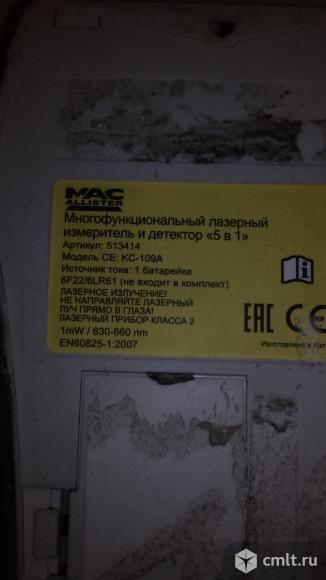 MAC
ALLISTER
Многофункциональный лазерный
измеритель и детектор «5 в 1»
Артикул: 513414
Модель CE: KC-109A
Источник тока: 1 батарейка
6F22/6LR61 (не входит в комплект)
ЛАЗЕРНОЕ ИЗЛУЧЕНИЕ!
НЕ НАПРАВЛЯЙТЕ ЛАЗЕРНЫЙ
ЛУЧ ПРЯМО В ГЛАЗА!
ЛАЗЕРНЫЙ ПРИБОР КЛАССА 2
1mW / 630-660 nm
EN60825-1:2007
EAC CE
Изготовлено в Кит
cmlt.ru